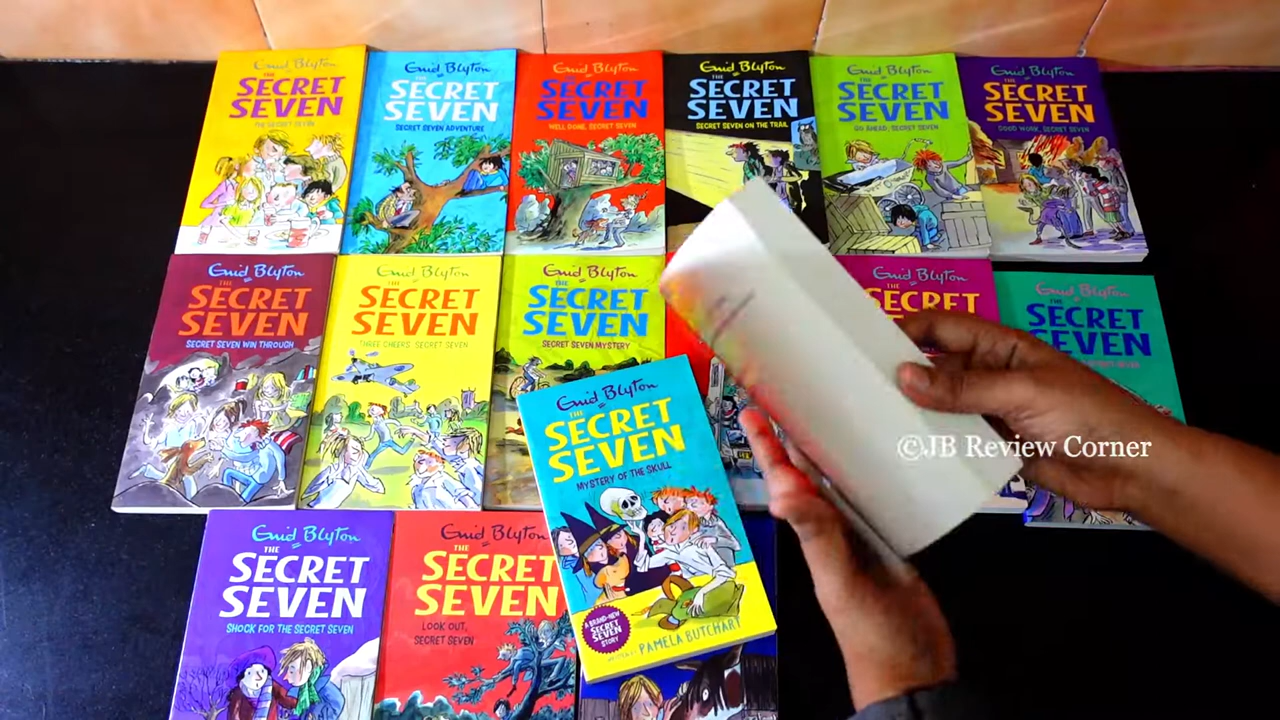 Enid Blyton
THE
SECRET
SEVEN
THE SECRET SEVEN
Enid Blyton
THE
SECRET
SEVEN
SECRET SEVEN ADVENTURE
Enid Blyton
THE
SECRET
SEVEN
WELL DONE, SECRET SEVEN
Enid Blyton
THE
SECRET
SEVEN
SECRET SEVEN ON THE TRAIL
Enid Blyton
THE
SECRET
SEVEN
GO AHEAD, SECRET SEVEN
Enid Blyton
THE
SECRET
SEVEN
GOOD WORK, SECRET SEVEN
Enid Blyton
THE
SECRET
SEVEN
SECRET SEVEN WIN THROUGH
Enid Blyton
THE
SECRET
SEVEN
THREE CHEERS, SECRET SEVEN
Enid Blyton
THE
SECRET
SEVEN
SECRET SEVEN MYSTERY
Enid Blyton
THE
SECRET
Enid Blyton
THE
SECRET
SEVEN
©JB Review Corner
Enid Blyton
THE
SECRET
SEVEN
SHOCK FOR THE SECRET SEVEN
Enid Blyton
THE
SECRET
SEVEN
LOOK OUT,
SECRET SEVEN
Enid Blyton
THE
SECRET
SEVEN
MYSTERY OF THE SKULL
A BRAND-NEW
SECRET
SEVEN
STORY
PAMELA BUTCHART